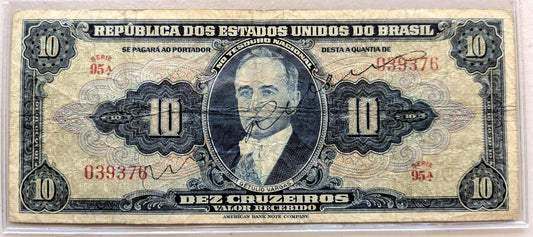 REPÚBLICA DOS ESTADOS UNIDOS DO BRASIL
10
SE PAGARÁ AO PORTADOR
NO TESOURO NACIONAL
DESTA A QUANTIA DE
10
SERIE
95A
039376
10
10
039376
SERIE
95A
GETULIO VARGAS
10
DEZ CRUZEIROS
10
VALOR RECEBIDO
AMERICAN BANK NOTE COMPANY.